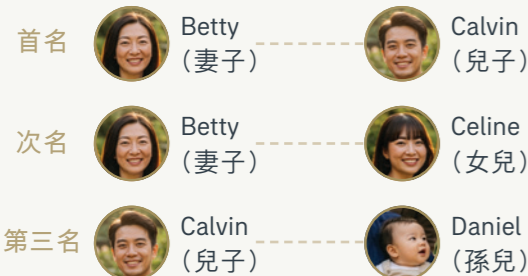 首名
Betty
（妻子）
Calvin
（兒子）
次名
Betty
（妻子）
Celine
（女兒）
第三名
Calvin
（兒子）
Daniel
（孫兒）